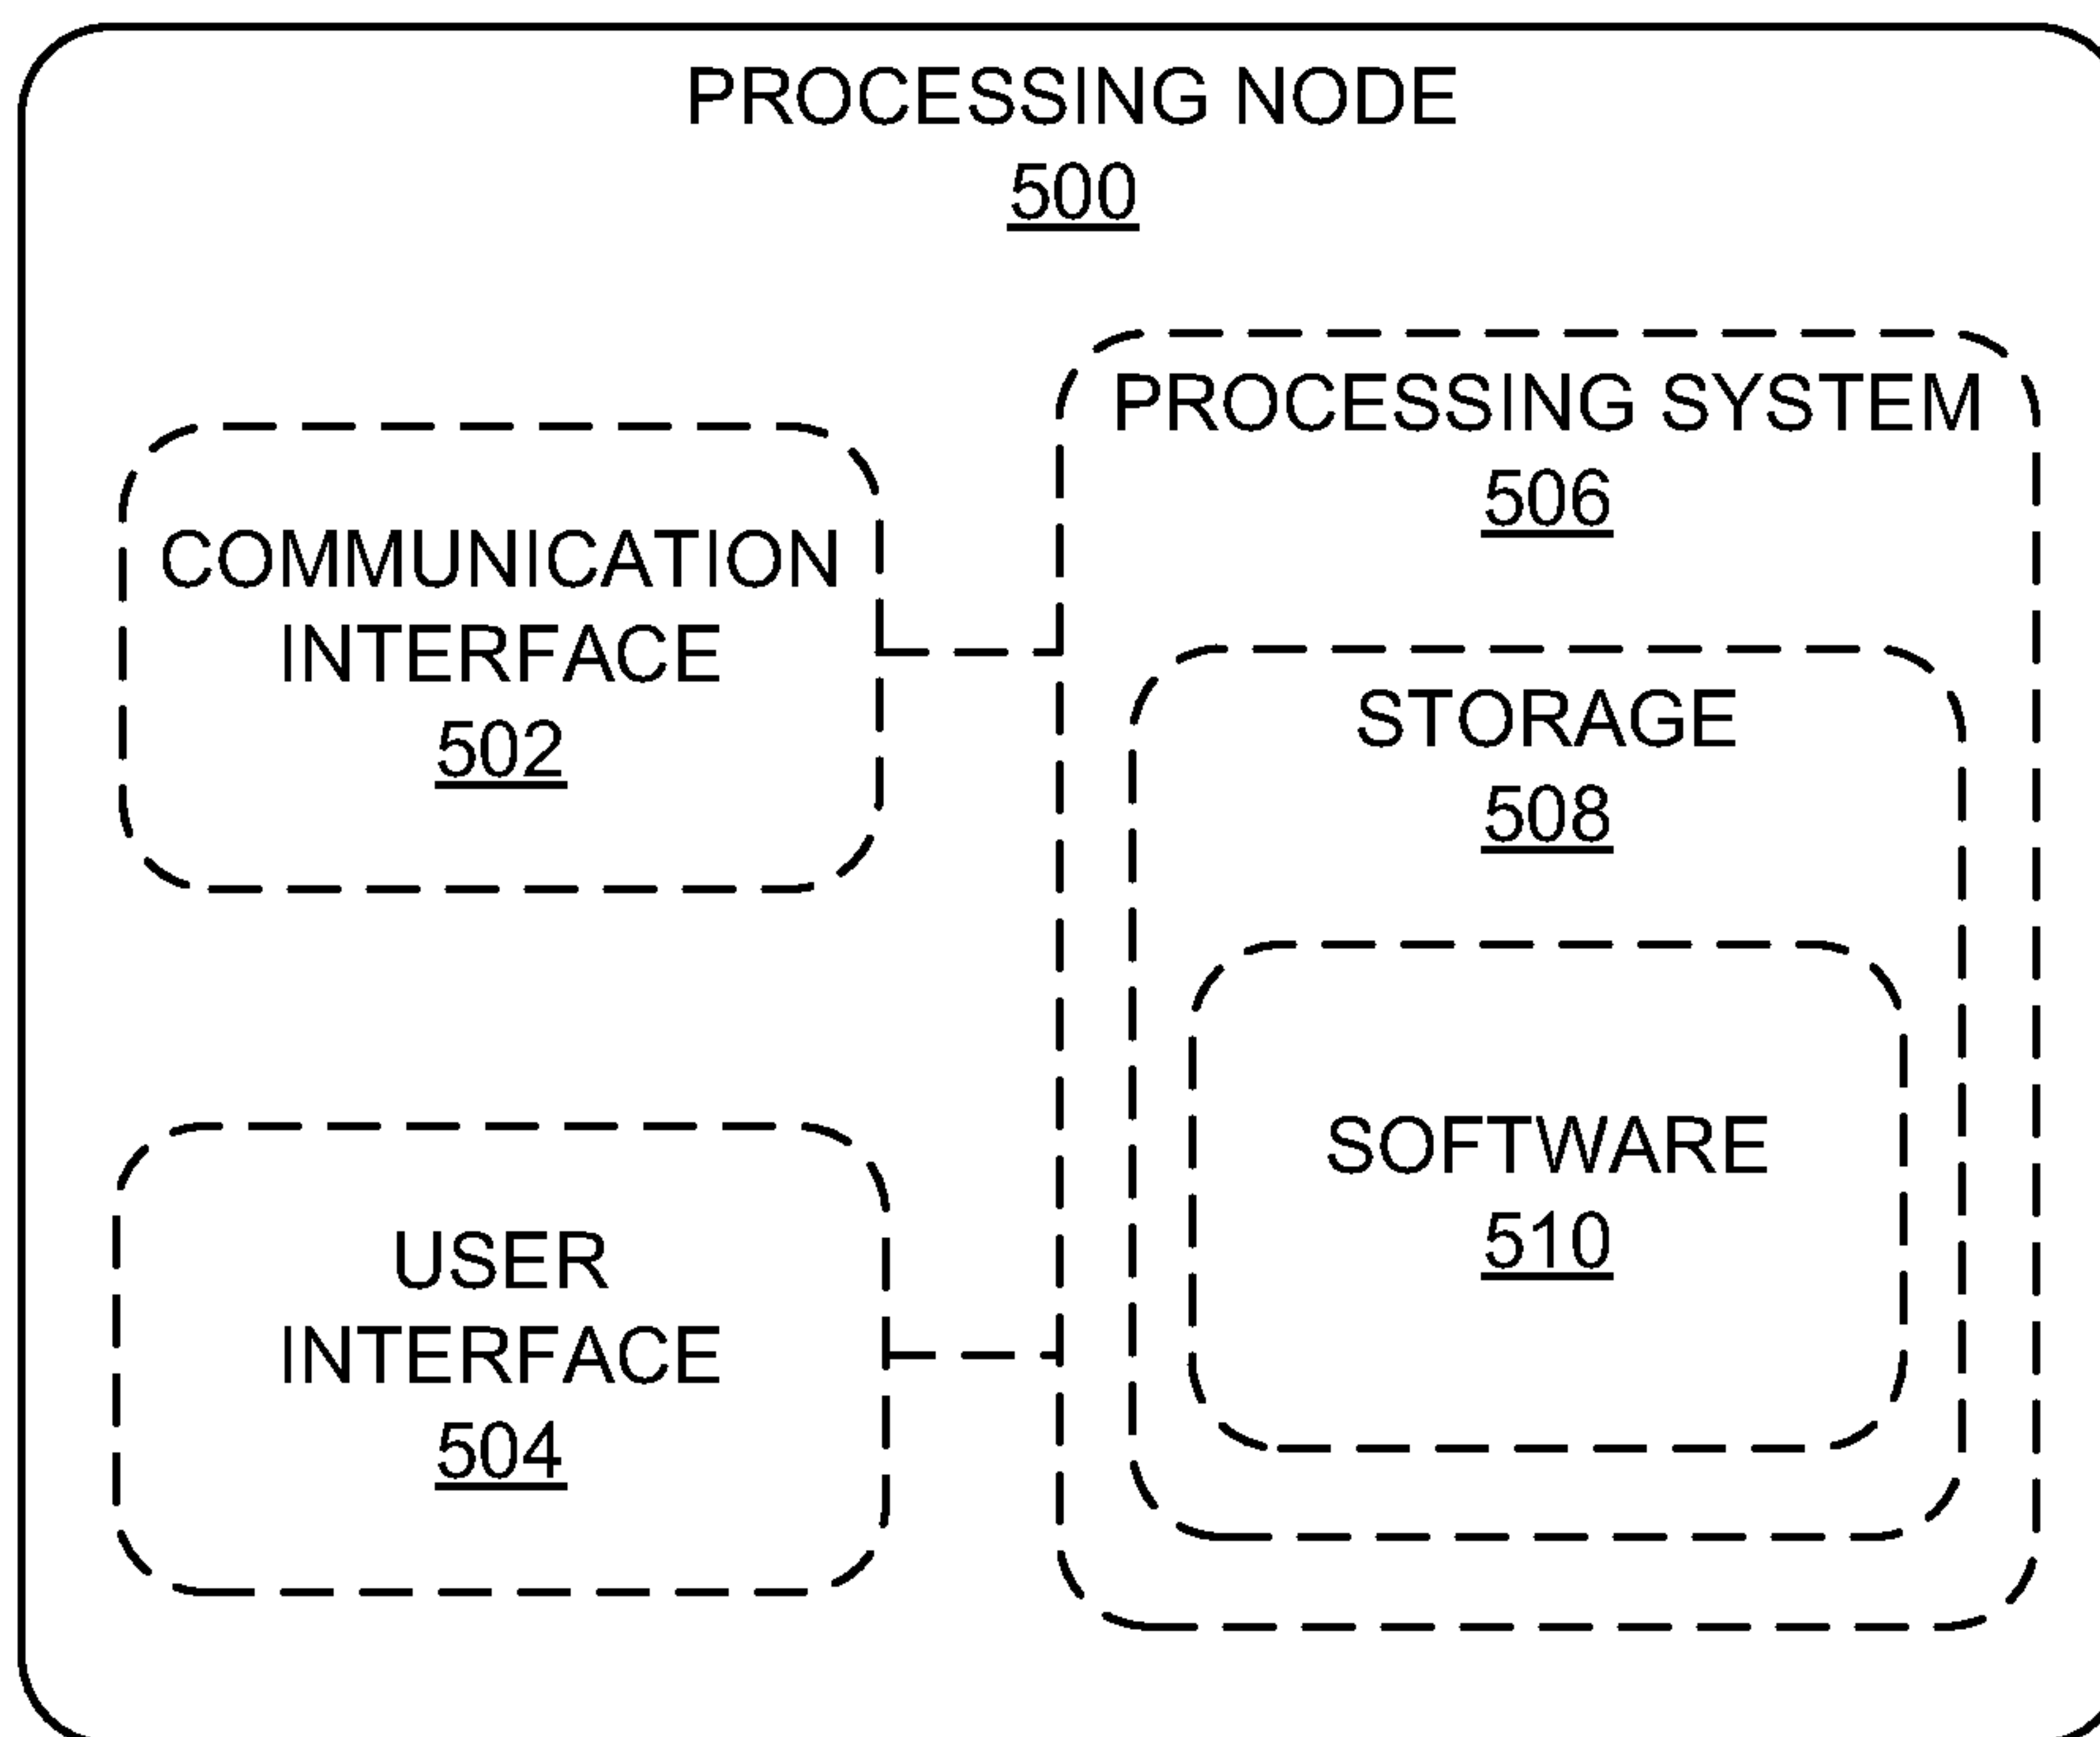 PROCESSING NODE
500
PROCESSING SYSTEM
506
COMMUNICATION
INTERFACE
502
STORAGE
508
SOFTWARE
510
USER
INTERFACE
504